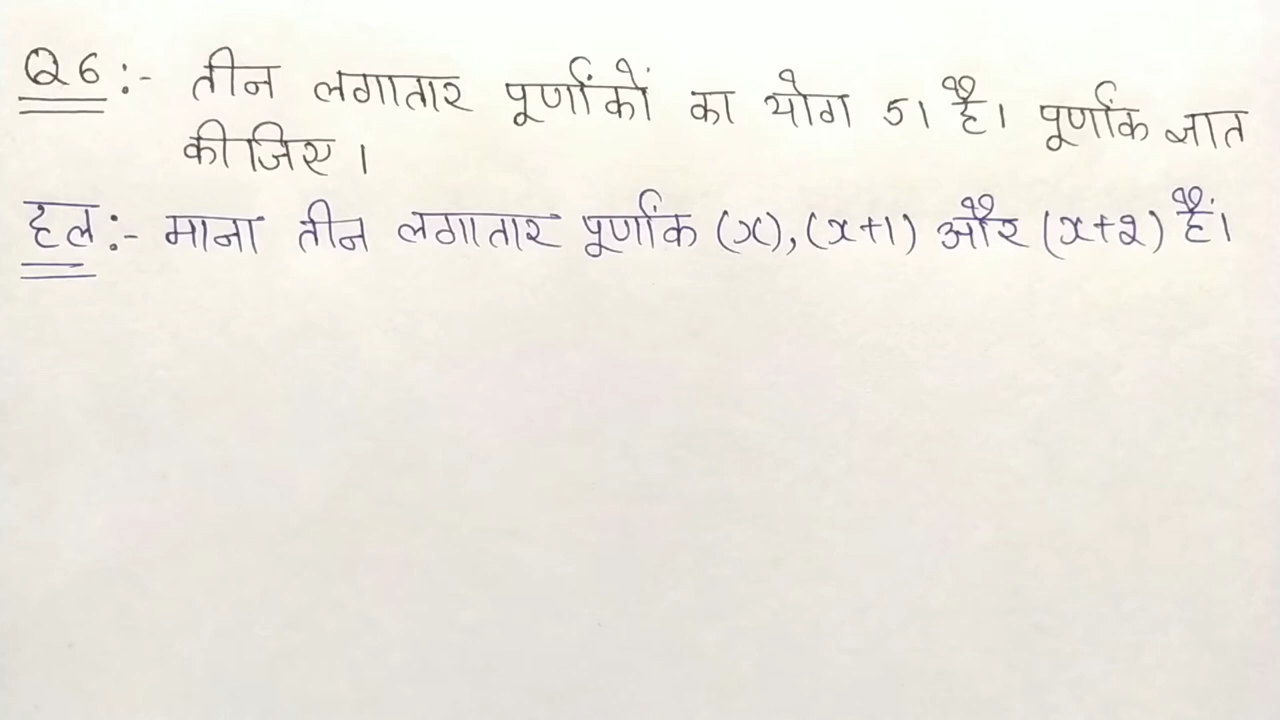 Q6:- तीन लगातार पूर्णांकों का योग 51 है। पूर्णांक ज्ञात
कीजिए।
हल:- माना तीन लगातार पूर्णांक (x), (x+1) और (x+2) हैं।